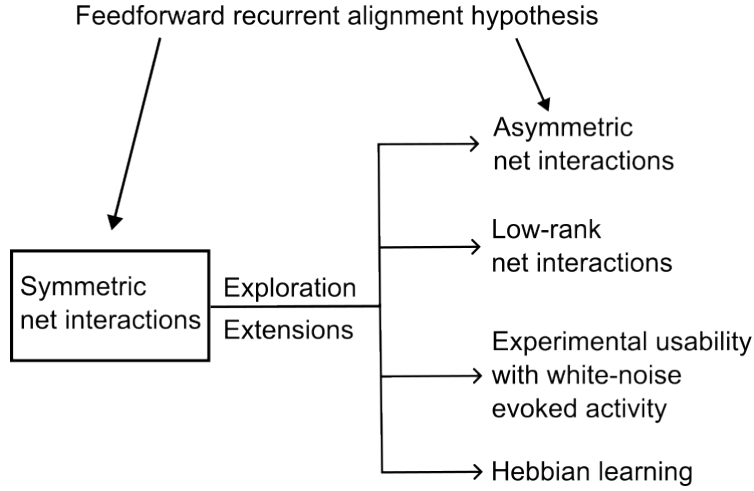 Feedforward recurrent alignment hypothesis
Symmetric
net interactions
Exploration
Extensions
Asymmetric
net interactions
Low-rank
net interactions
Experimental usability
with white-noise
evoked activity
Hebbian learning